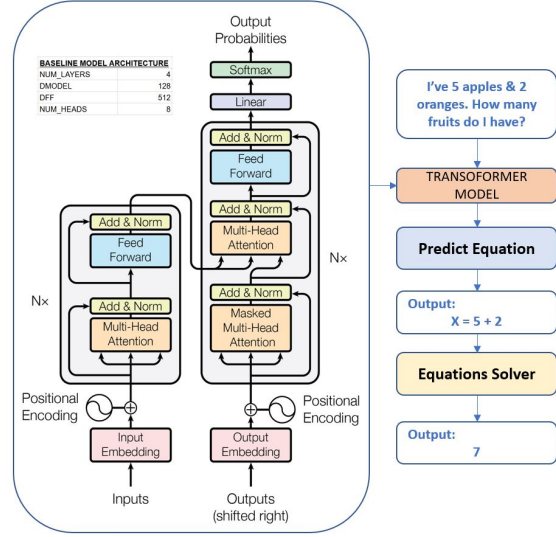 Output
Probabilities
BASELINE MODEL ARCHITECTURE
NUM_LAYERS 4
DMODEL 128
DFF 512
NUM_HEADS 8
Softmax
Linear
Add & Norm
Feed
Forward
Add & Norm
Multi-Head
Attention
Add & Norm
Feed
Forward
N×
N×
Add & Norm
Multi-Head
Attention
Add & Norm
Masked
Multi-Head
Attention
Positional
Encoding
Positional
Encoding
Input
Embedding
Output
Embedding
Inputs
Outputs
(shifted right)
I've 5 apples & 2
oranges. How many
fruits do I have?
TRANSOFORMER
MODEL
Predict Equation
Output:
X = 5 + 2
Equations Solver
Output:
7